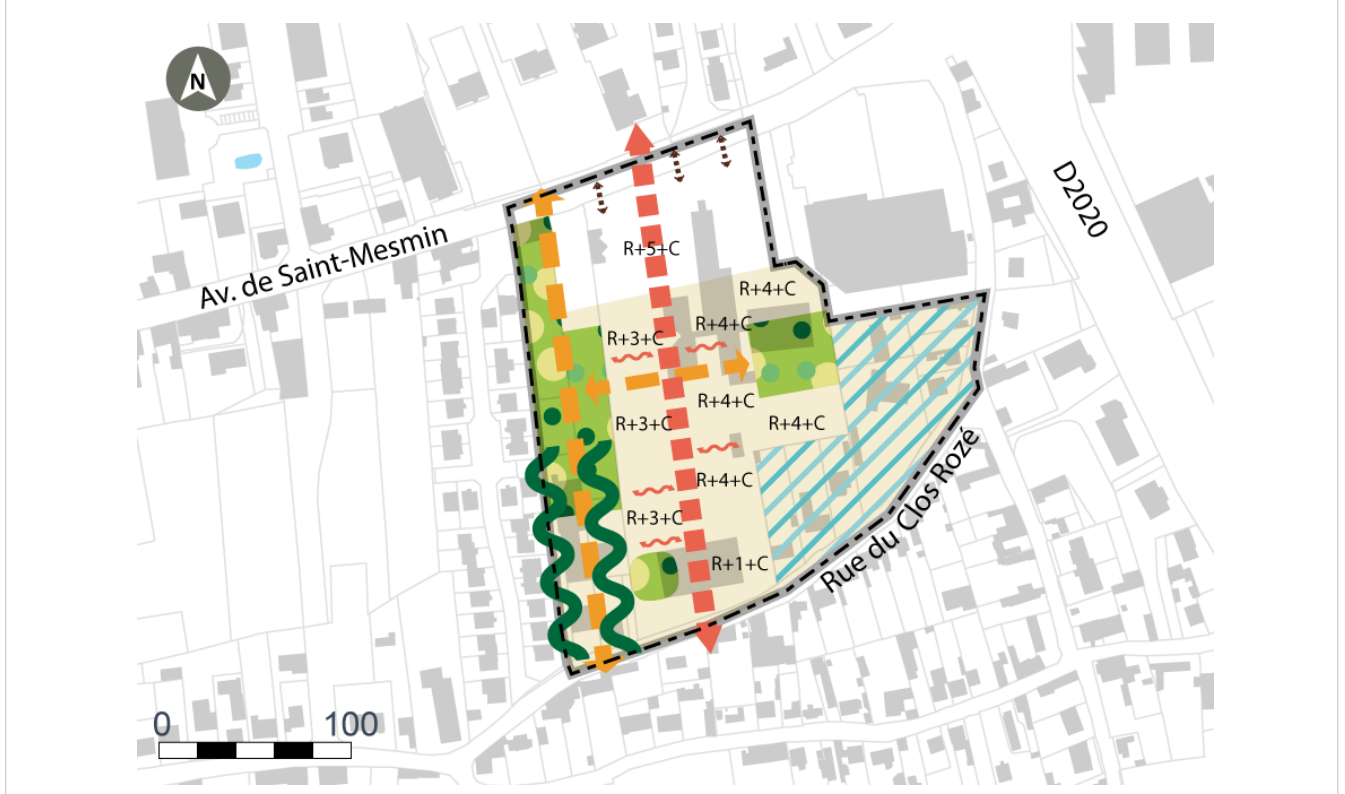 N
D2020
Av. de Saint-Mesmin
R+5+C
R+4+C
R+4+C
R+3+C
R+4+C
R+3+C
R+4+C
R+4+C
R+3+C
R+1+C
Rue du Clos Rozé
0 100